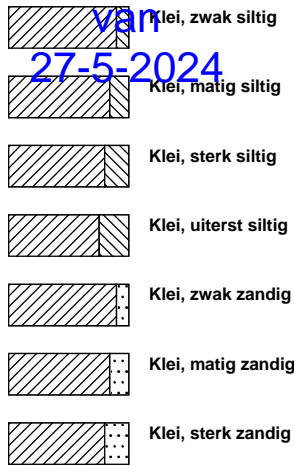 van
Klei, zwak siltig
27-5-2024
Klei, matig siltig
Klei, sterk siltig
Klei, uiterst siltig
Klei, zwak zandig
Klei, matig zandig
Klei, sterk zandig